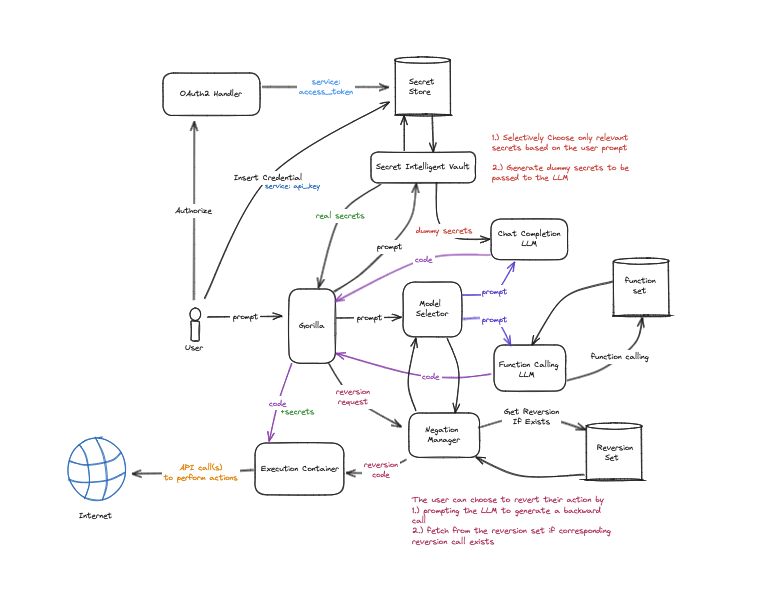 service:
access_token
OAuth2 Handler
Secret
Store
1.) Selectively Choose only relevant
secrets based on the user prompt
2.) Generate dummy secrets to be
passed to the LLM
Secret Intelligent Vault
Insert Credential
service: api_key
Authorize
real secrets
dummy secrets
Chat Completion
LLM
prompt
code
function
set
prompt
Model
Selector
prompt
Gorilla
prompt
prompt
User
function calling
Function Calling
LLM
code
reversion
request
code
+secrets
Get Reversion
If Exists
Negation
Manager
Reversion
Set
API call(s)
to perform actions
Execution Container
reversion
code
Internet
The user can choose to revert their action by
1.) prompting the LLM to generate a backward
call
2.) fetch from the reversion set if corresponding
reversion call exists